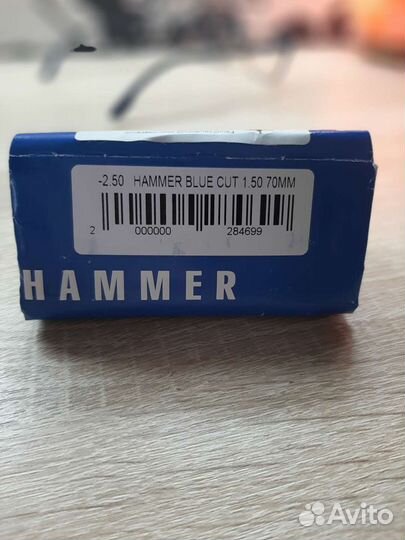 -2.50 HAMMER BLUE CUT 1.50 70MM
2 000000 284699
HAMMER
Avito